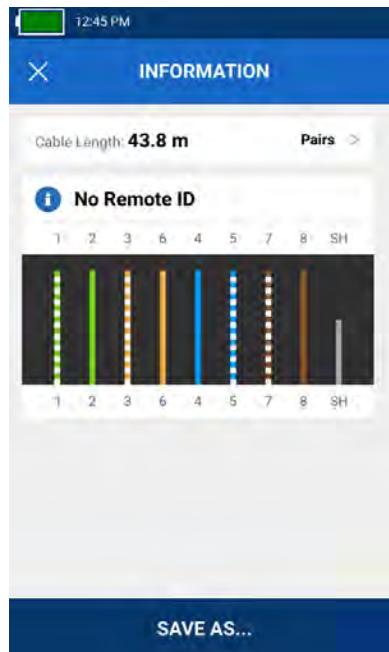 12:45 PM
INFORMATION
Cable Length: 43.8 m Pairs >
i No Remote ID
1 2 3 6 4 5 7 8 SH
1 2 3 6 4 5 7 8 SH
SAVE AS...